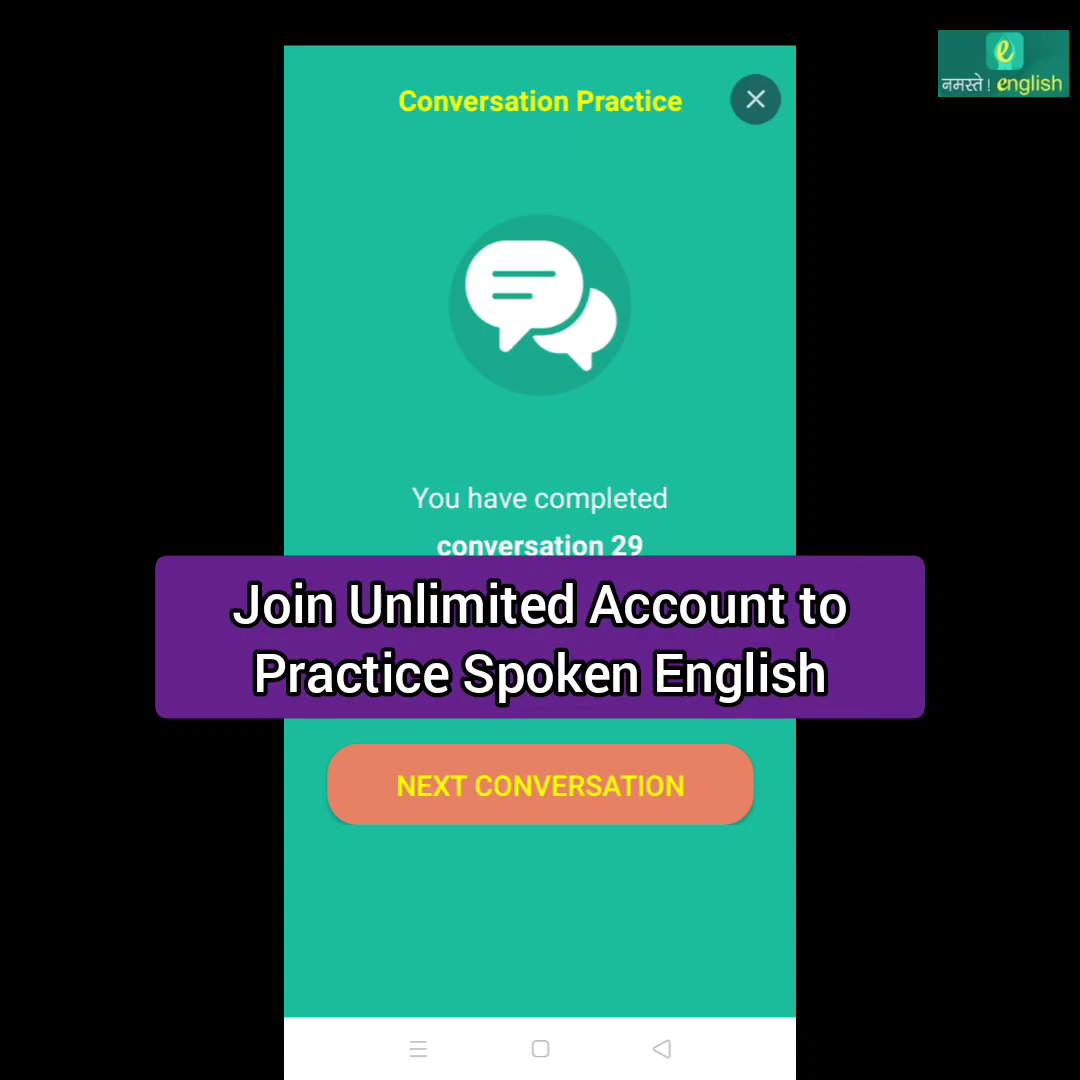 Conversation Practice
नमस्ते! english
You have completed
conversation 29
Join Unlimited Account to
Practice Spoken English
NEXT CONVERSATION